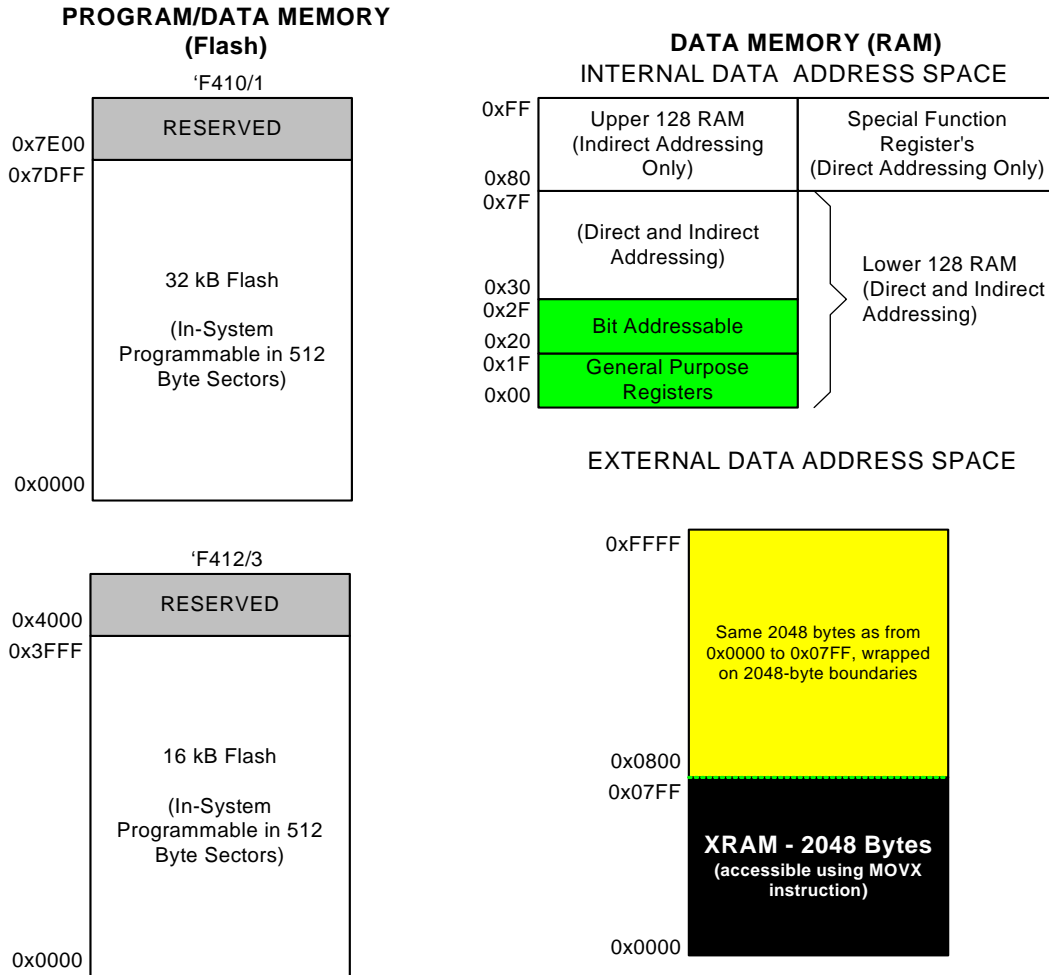 PROGRAM/DATA MEMORY
(Flash)
‘F410/1
RESERVED
0x7E00
0x7DFF
32 kB Flash
(In-System
Programmable in 512
Byte Sectors)
0x0000
‘F412/3
RESERVED
0x4000
0x3FFF
16 kB Flash
(In-System
Programmable in 512
Byte Sectors)
0x0000
DATA MEMORY (RAM)
INTERNAL DATA ADDRESS SPACE
0xFF
Upper 128 RAM
(Indirect Addressing
Only)
Special Function
Register's
(Direct Addressing Only)
0x80
0x7F
(Direct and Indirect
Addressing)
Lower 128 RAM
(Direct and Indirect
Addressing)
0x30
0x2F
Bit Addressable
0x20
0x1F
General Purpose
Registers
0x00
EXTERNAL DATA ADDRESS SPACE
0xFFFF
Same 2048 bytes as from
0x0000 to 0x07FF, wrapped
on 2048-byte boundaries
0x0800
0x07FF
XRAM - 2048 Bytes
(accessible using MOVX
instruction)
0x0000